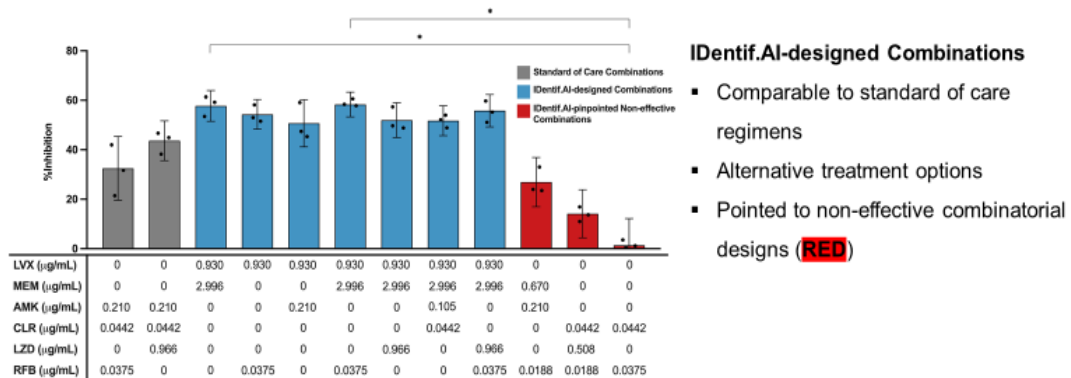 *
*
80
60
40
20
0
%Inhibition
Standard of Care Combinations
IDentif.AI-designed Combinations
IDentif.AI-pinpointed Non-effective
Combinations
LVX (μg/mL) 0 0 0.930 0.930 0.930 0.930 0.930 0.930 0.930 0 0 0
MEM (μg/mL) 0 0 2.996 0 0 2.996 2.996 2.996 2.996 0.670 0 0
AMK (μg/mL) 0.210 0.210 0 0 0.210 0 0 0.105 0 0.210 0 0
CLR (μg/mL) 0.0442 0.0442 0 0 0 0 0 0.0442 0 0 0.0442 0.0442
LZD (μg/mL) 0 0.966 0 0 0 0 0.966 0 0.966 0 0.508 0
RFB (μg/mL) 0.0375 0 0 0.0375 0 0.0375 0 0 0.0375 0.0188 0.0188 0.0375
IDentif.AI-designed Combinations
▪ Comparable to standard of care
regimens
▪ Alternative treatment options
▪ Pointed to non-effective combinatorial
designs (RED)